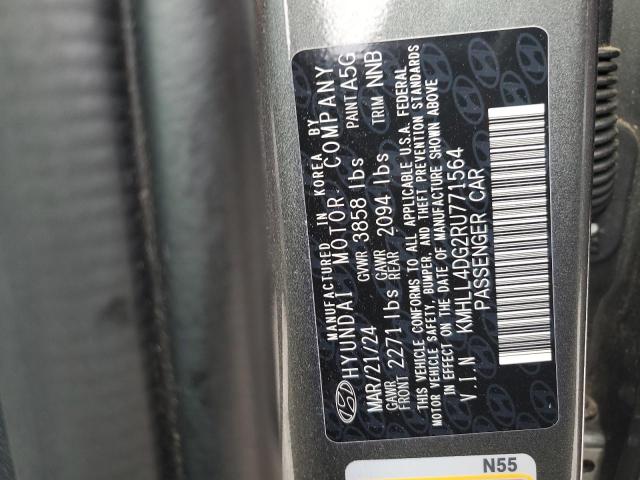 MANUFACTURED IN KOREA BY
HYUNDAI MOTOR COMPANY
MAR/21/24 GVWR 3858 lbs PAINT A5G
GAWR FRONT 2271 lbs GAWR REAR 2094 lbs TRIM NNB
THIS VEHICLE CONFORMS TO ALL APPLICABLE U.S.A. FEDERAL
MOTOR VEHICLE SAFETY, BUMPER, AND THEFT PREVENTION STANDARDS
IN EFFECT ON THE DATE OF MANUFACTURE SHOWN ABOVE
V.I.N KMHLL4DG2RU771564
PASSENGER CAR
N55